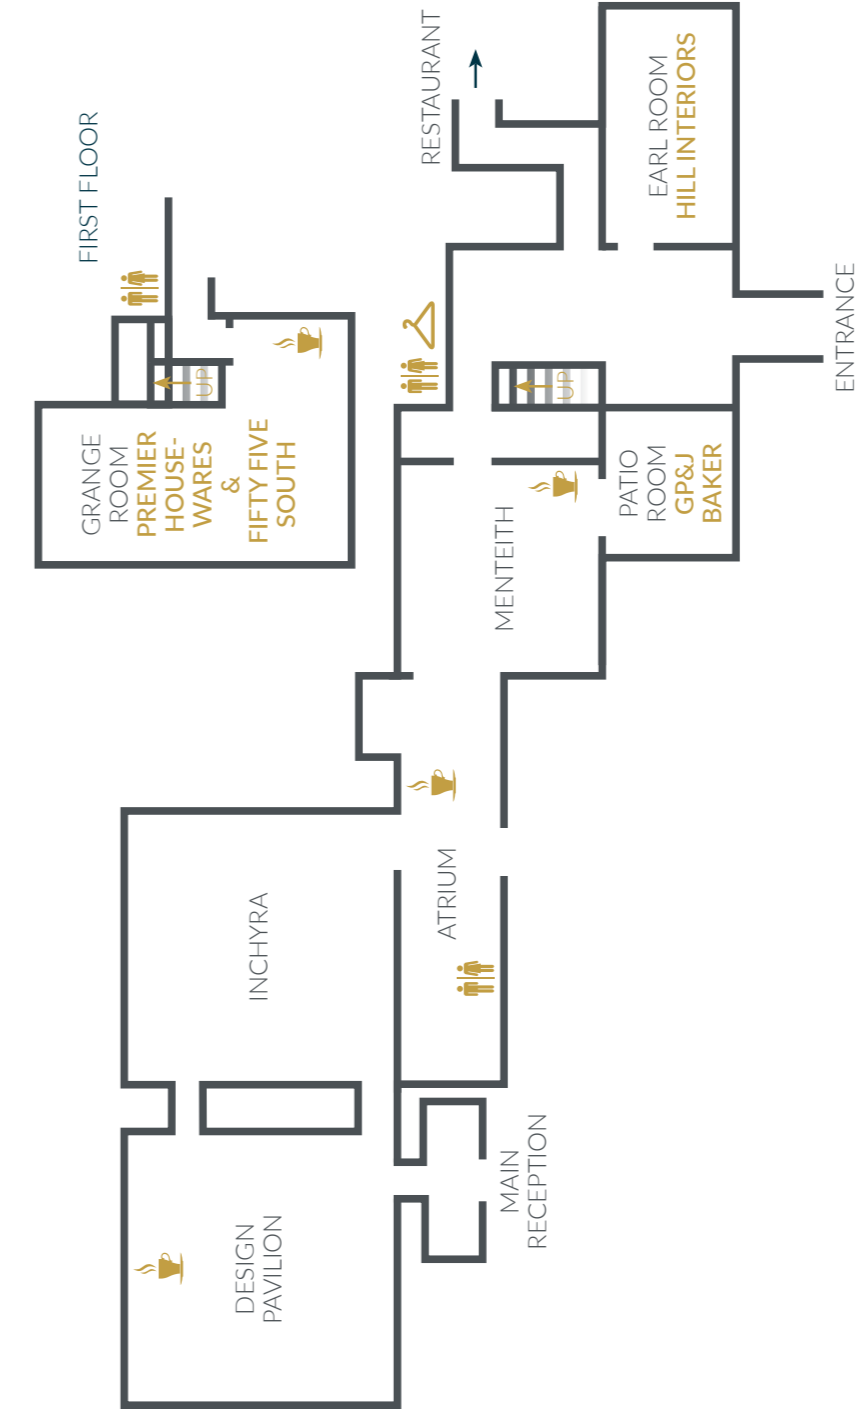 FIRST FLOOR
GRANGE
ROOM
PREMIER
HOUSE-
WARES
&
FIFTY FIVE
SOUTH
UP
RESTAURANT
EARL ROOM
HILL INTERIORS
ENTRANCE
UP
PATIO
ROOM
GP&J
BAKER
MENTEITH
ATRIUM
INCHYRA
MAIN
RECEPTION
DESIGN
PAVILION